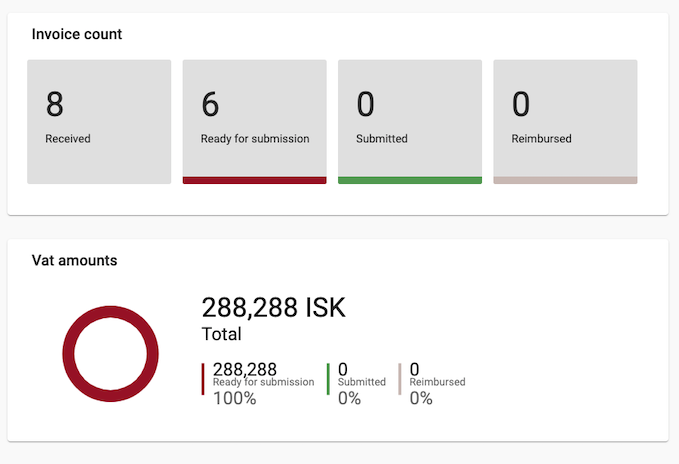 Invoice count
8
Received
6
Ready for submission
0
Submitted
0
Reimbursed
Vat amounts
288,288 ISK
Total
288,288
Ready for submission
100%
0
Submitted
0%
0
Reimbursed
0%